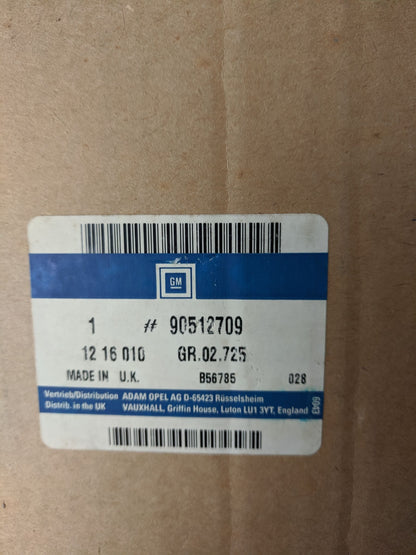 GM
1 # 90512709
12 16 010 GR.02.725
MADE IN U.K. B56785 028
Vertrieb/Distribution ADAM OPEL AG D-65423 Rüsselsheim
Distrib. in the UK VAUXHALL, Griffin House, Luton LU1 3YT, England